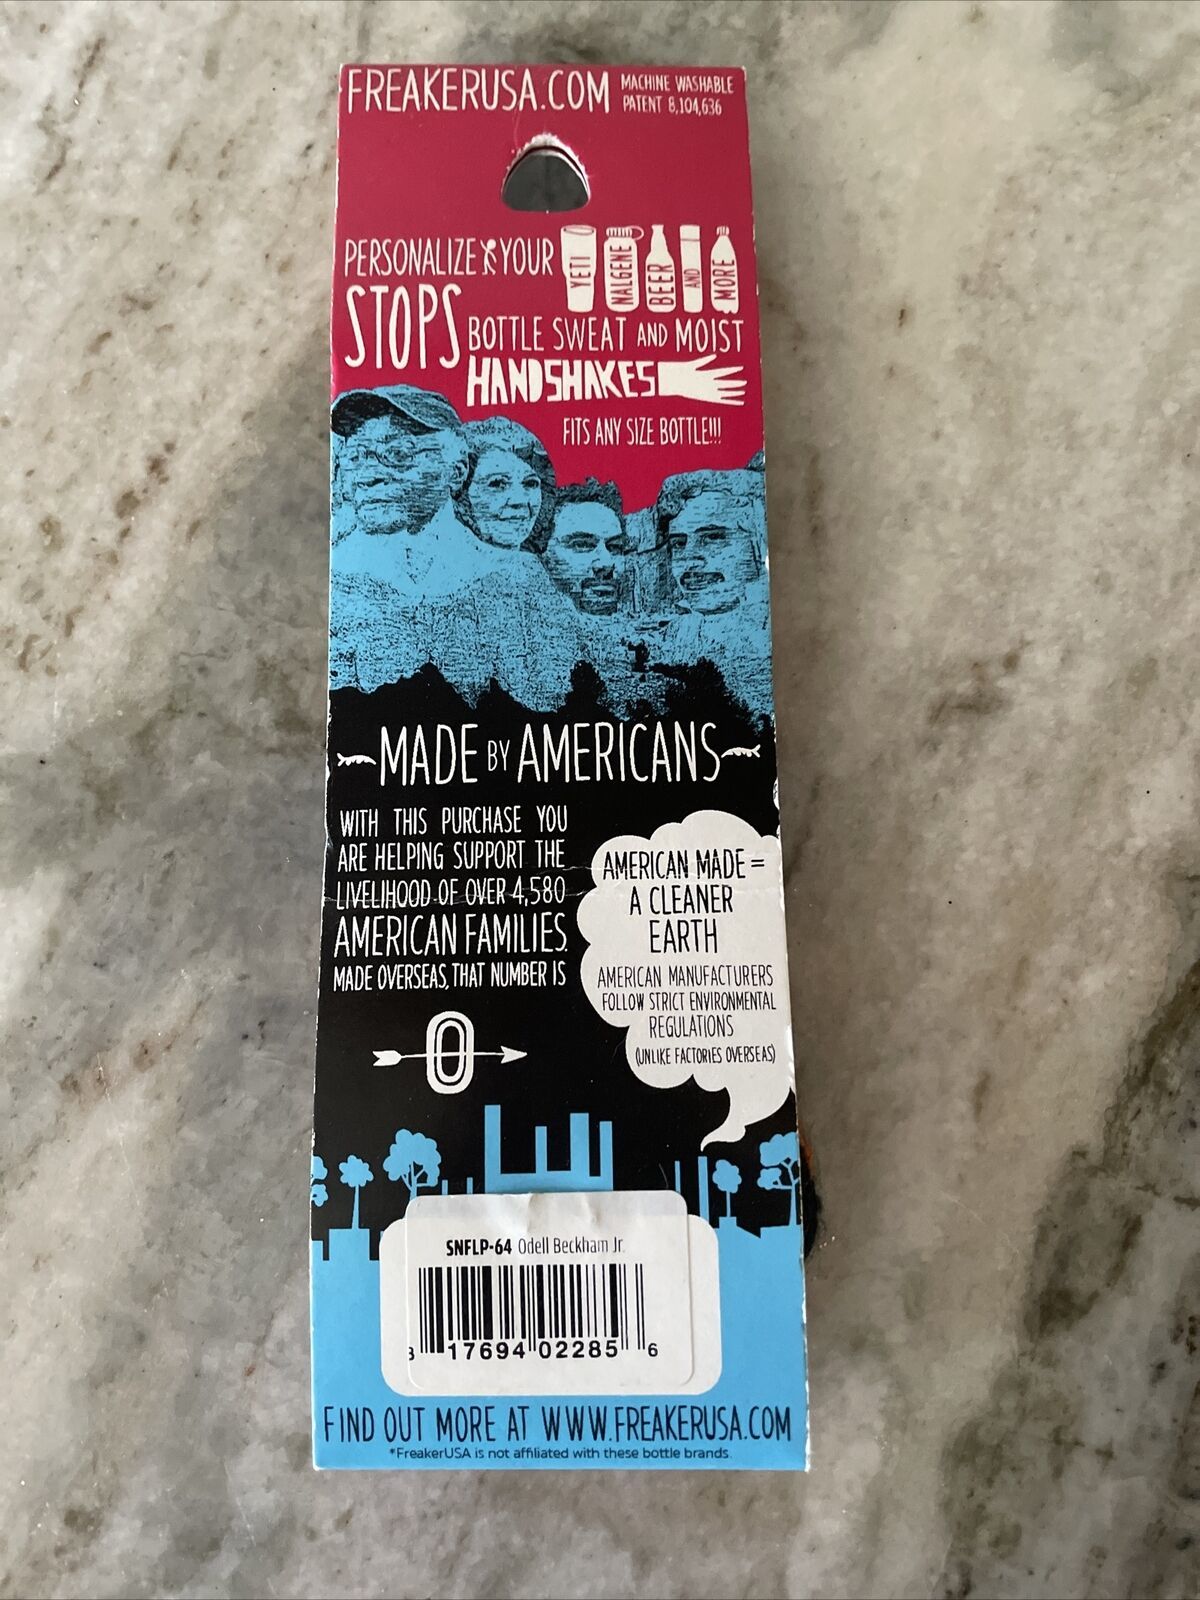 FREAKERUSA.COM
MACHINE WASHABLE
PATENT 8,104,636
PERSONALIZE YOUR
YETI
NALGENE
BEER
AND
MORE
STOPS
BOTTLE SWEAT AND MOIST
HANDSHAKES
FITS ANY SIZE BOTTLE!!!
MADE BY AMERICANS
WITH THIS PURCHASE YOU
ARE HELPING SUPPORT THE
LIVELIHOOD OF OVER 4,580
AMERICAN FAMILIES.
MADE OVERSEAS, THAT NUMBER IS
0
AMERICAN MADE =
A CLEANER
EARTH
AMERICAN MANUFACTURERS
FOLLOW STRICT ENVIRONMENTAL
REGULATIONS
(UNLIKE FACTORIES OVERSEAS)
SNFLP-64 Odell Beckham Jr.
8 17694 02285 6
FIND OUT MORE AT WWW.FREAKERUSA.COM
*FreakerUSA is not affiliated with these bottle brands.